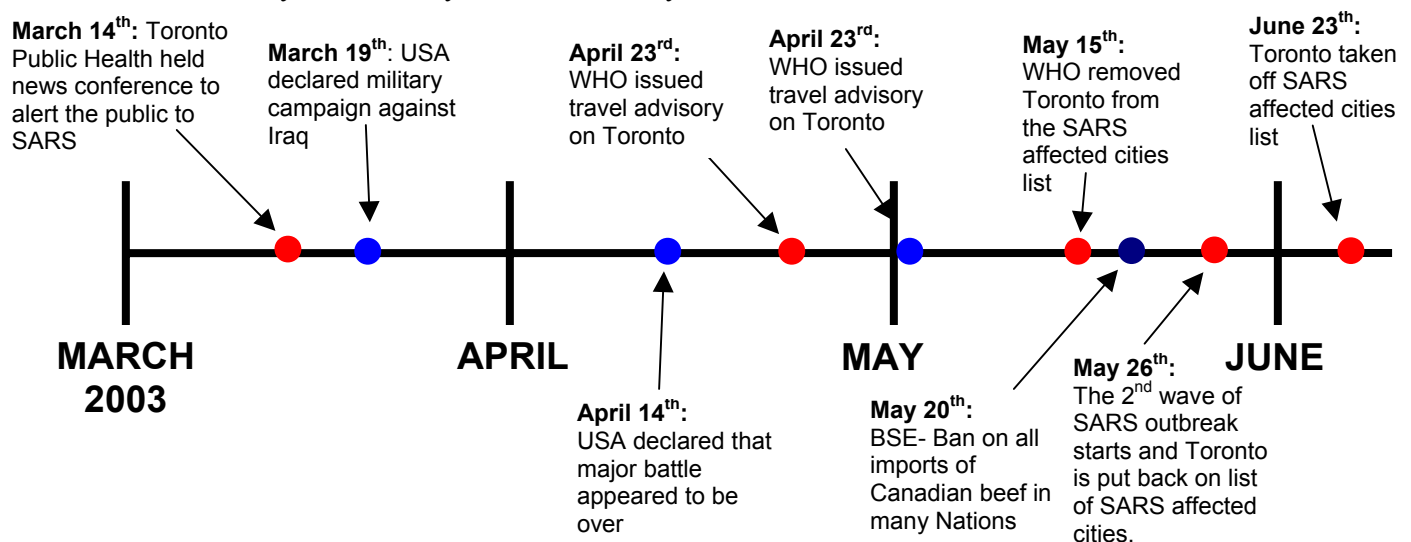 March 14th: Toronto
Public Health held
news conference to
alert the public to
SARS
March 19th: USA
declared military
campaign against
Iraq
April 23rd:
WHO issued
travel advisory
on Toronto
April 23rd:
WHO issued
travel advisory
on Toronto
May 15th:
WHO removed
Toronto from
the SARS
affected cities
list
June 23th:
Toronto taken
off SARS
affected cities
list
MARCH
2003
APRIL
MAY
JUNE
April 14th:
USA declared that
major battle
appeared to be
over
May 20th:
BSE- Ban on all
imports of
Canadian beef in
many Nations
May 26th:
The 2nd wave of
SARS outbreak
starts and Toronto
is put back on list
of SARS affected
cities.